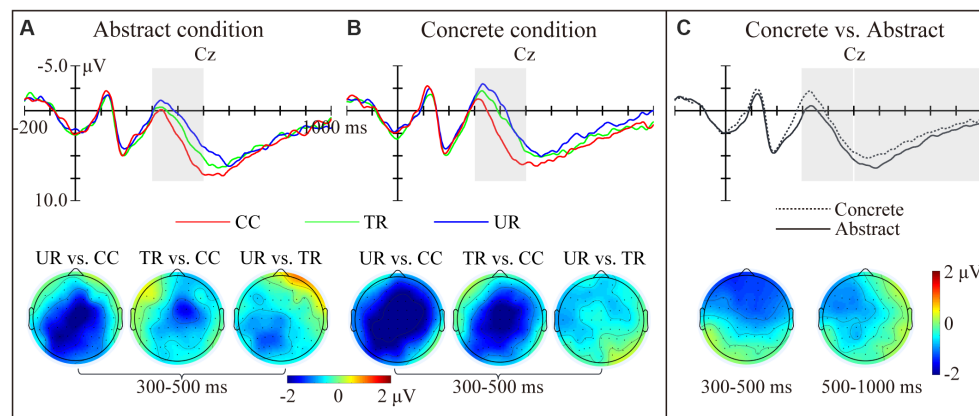 A
Abstract condition
Cz
-5.0
μV
-200
1000 ms
10.0
B
Concrete condition
Cz
CC
TR
UR
UR vs. CC
TR vs. CC
UR vs. TR
300-500 ms
UR vs. CC
TR vs. CC
UR vs. TR
300-500 ms
-2
0
2 μV
C
Concrete vs. Abstract
Cz
Concrete
Abstract
300-500 ms
500-1000 ms
2 μV
0
-2